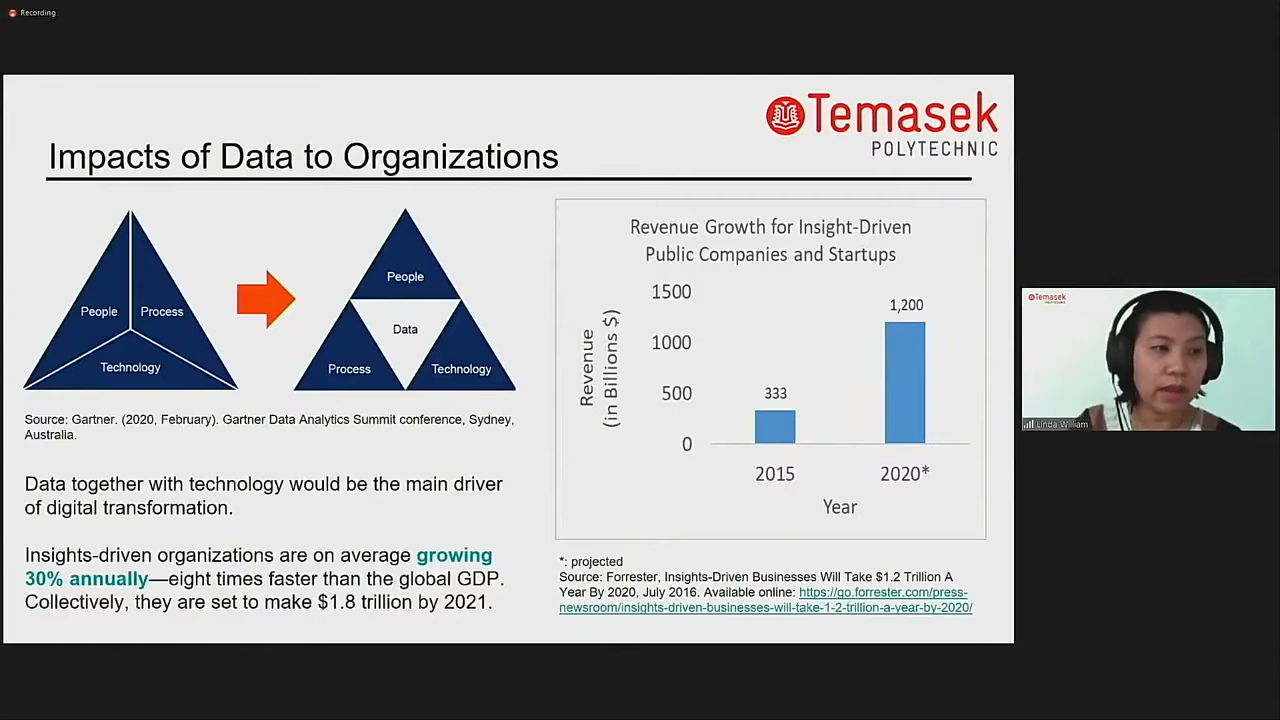 Recording
Temasek
POLYTECHNIC
Impacts of Data to Organizations
People
Process
Technology
People
Data
Process
Technology
Source: Gartner. (2020, February). Gartner Data Analytics Summit conference, Sydney,
Australia.
Data together with technology would be the main driver
of digital transformation.
Insights-driven organizations are on average growing
30% annually—eight times faster than the global GDP.
Collectively, they are set to make $1.8 trillion by 2021.
Revenue Growth for Insight-Driven
Public Companies and Startups
Revenue
(in Billions $)
1500
1000
500
0
333
1,200
2015
2020*
Year
*: projected
Source: Forrester, Insights-Driven Businesses Will Take $1.2 Trillion A
Year By 2020, July 2016. Available online: https://go.forrester.com/press-
newsroom/insights-driven-businesses-will-take-1-2-trillion-a-year-by-2020/
Temasek
POLYTECHNIC
Linda William